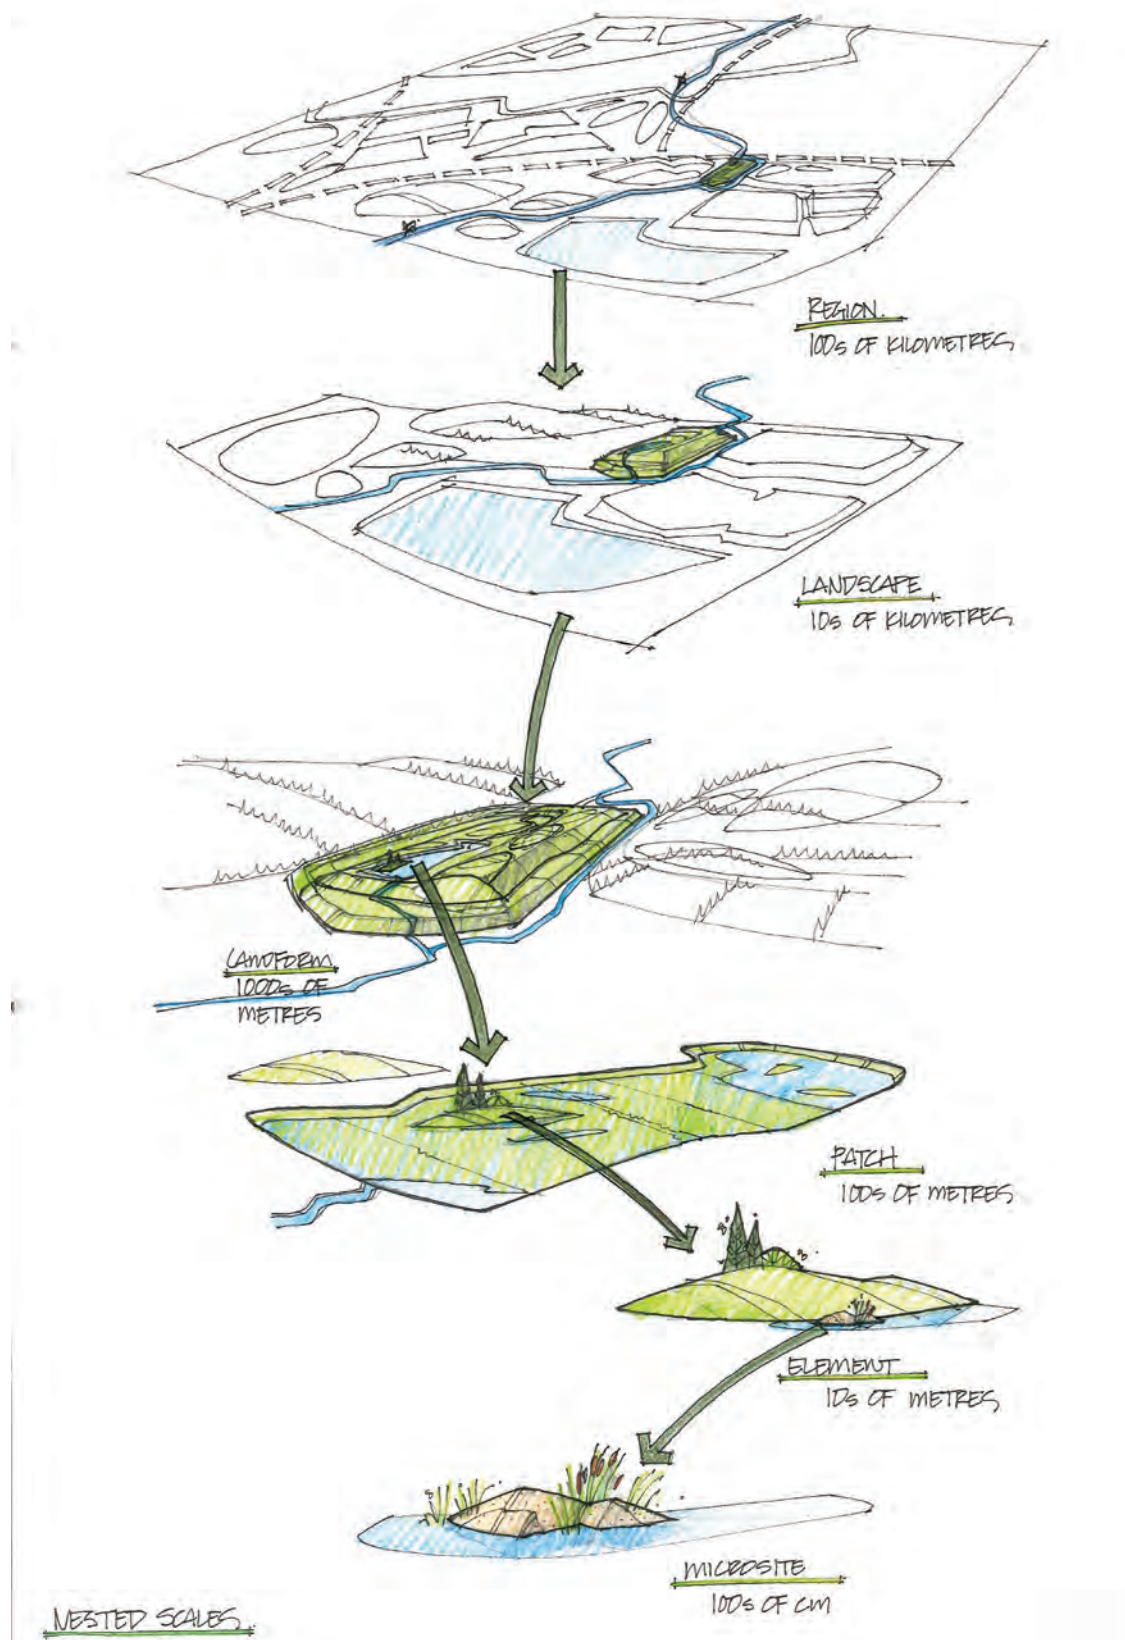 REGION.
100s OF KILOMETRES
LANDSCAPE
10s OF KILOMETRES
LANDFORM
1000s OF
METRES
PATCH
100s OF METRES
ELEMENT
10s OF METRES
MICROSITE
100s OF cm
NESTED SCALES.